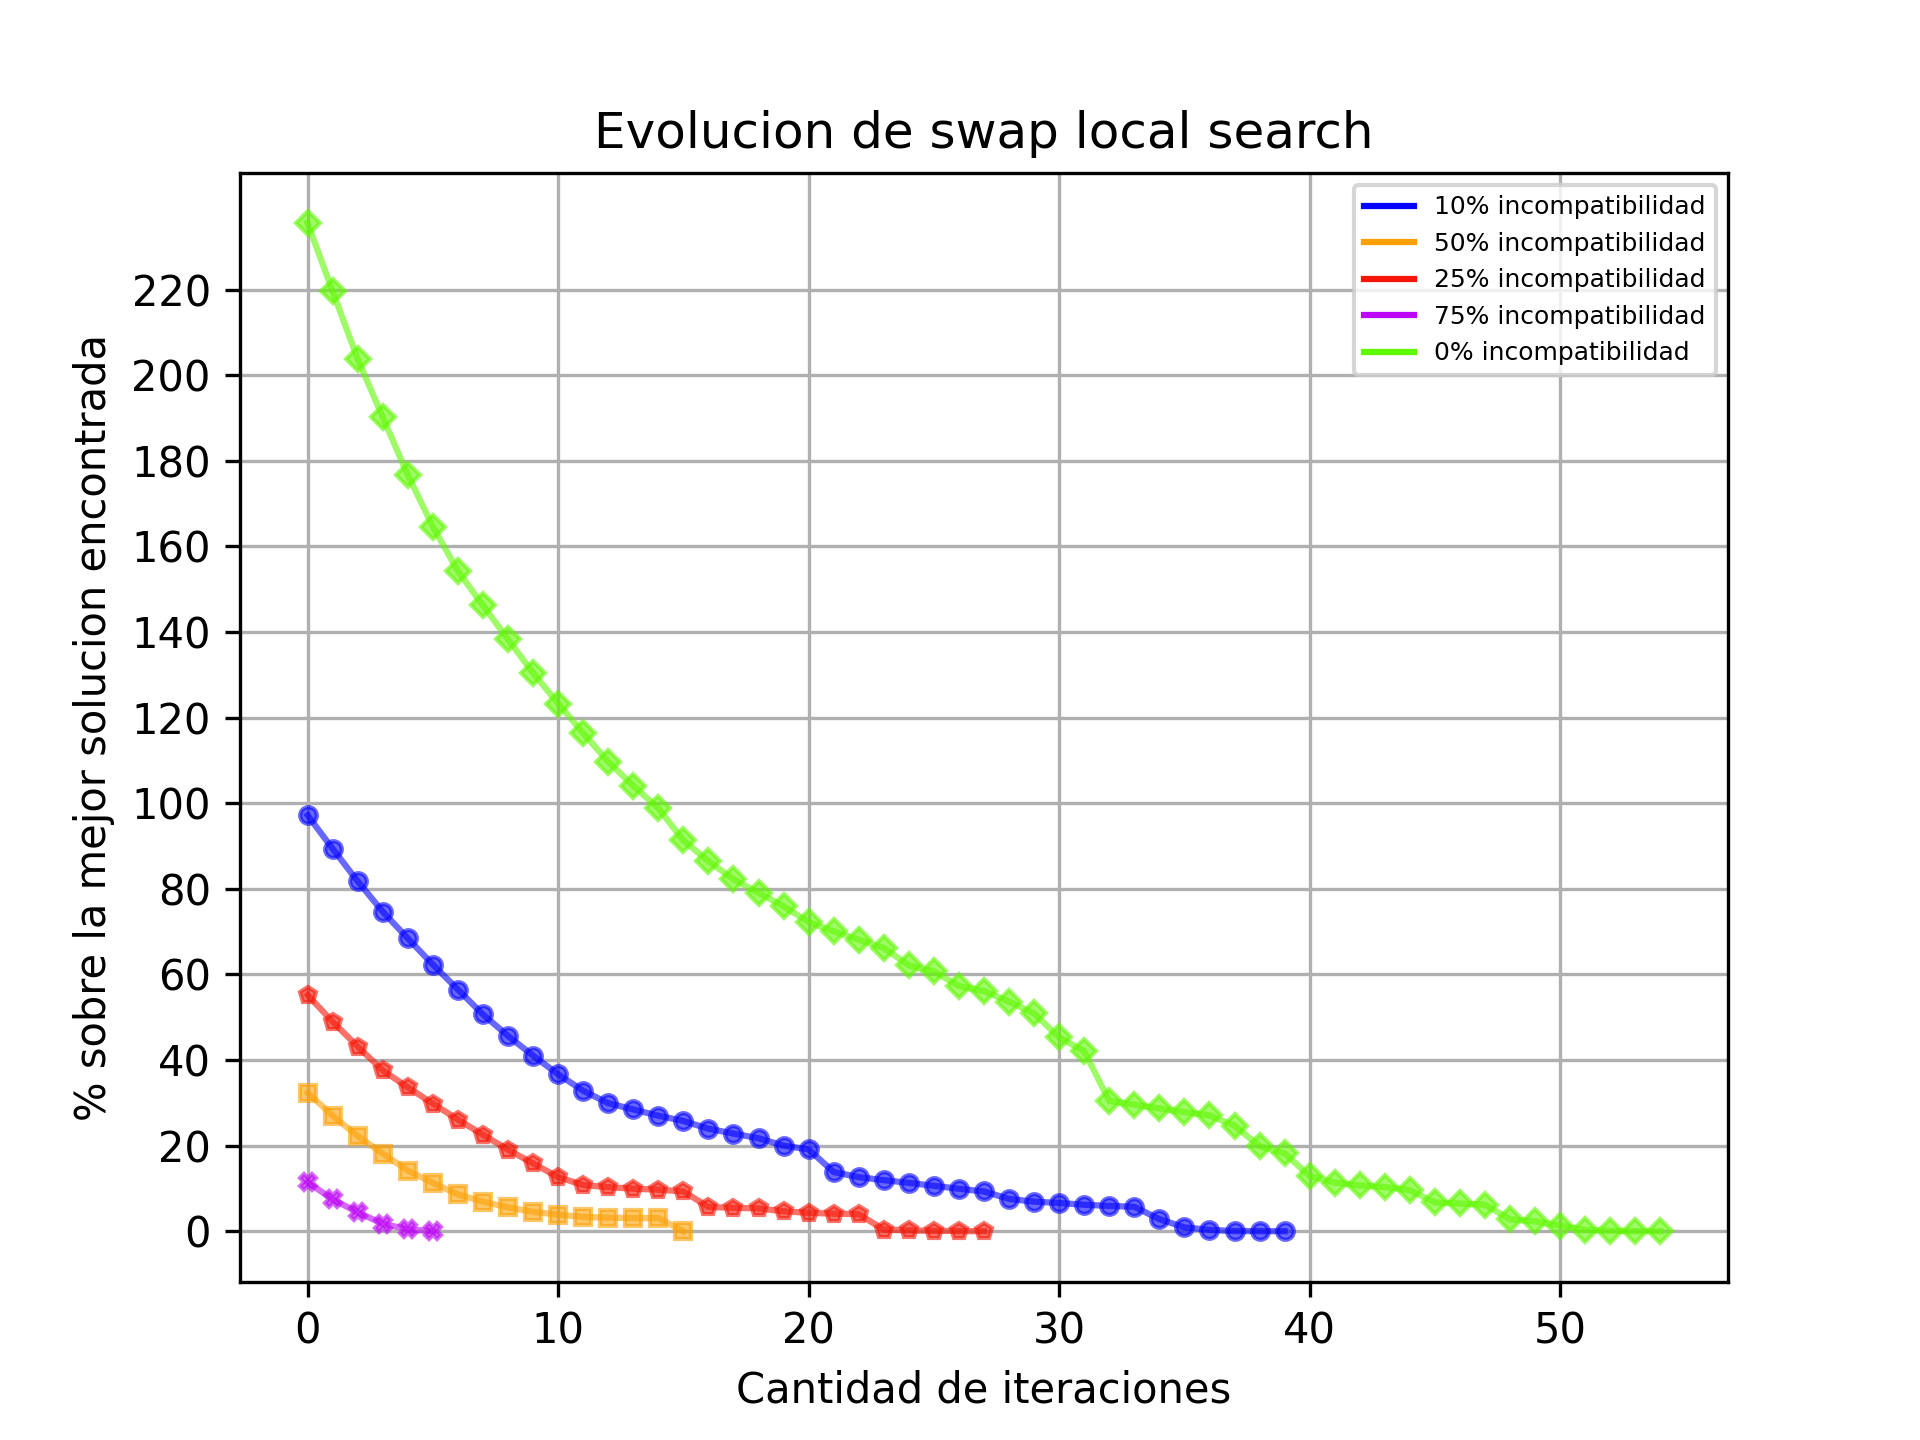 Evolucion de swap local search
10% incompatibilidad
50% incompatibilidad
25% incompatibilidad
75% incompatibilidad
0% incompatibilidad
% sobre la mejor solucion encontrada
220
200
180
160
140
120
100
80
60
40
20
0
0 10 20 30 40 50
Cantidad de iteraciones